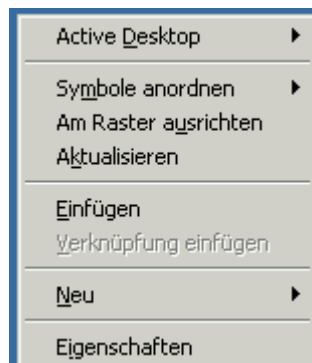 Active Desktop
Symbole anordnen
Am Raster ausrichten
Aktualisieren
Einfügen
Verknüpfung einfügen
Neu
Eigenschaften